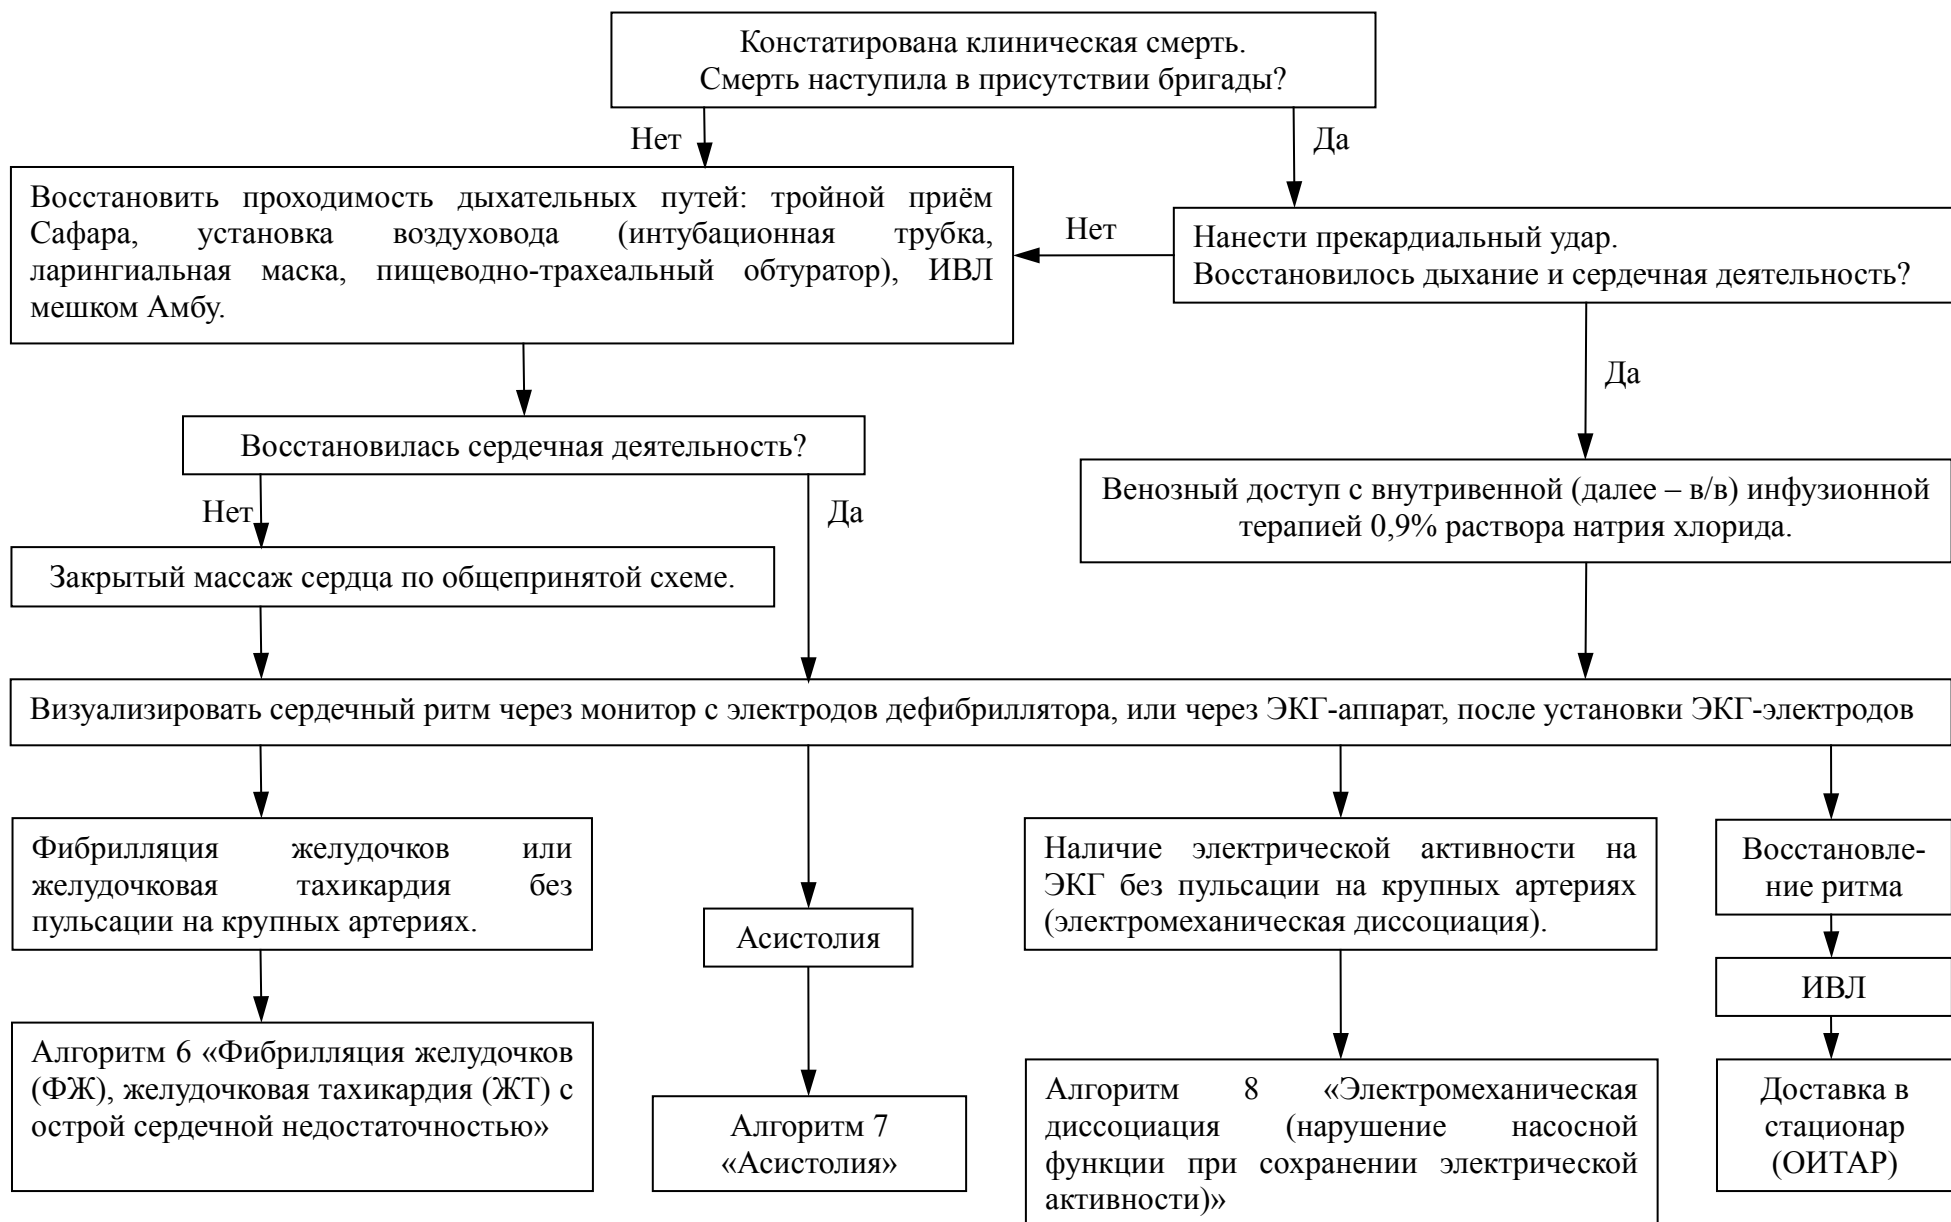 Констатирована клиническая смерть.
Смерть наступила в присутствии бригады?
Нет
Да
Восстановить проходимость дыхательных путей: тройной приём
Сафара, установка воздуховода (интубационная трубка,
ларингиальная маска, пищеводно-трахеальный обтуратор), ИВЛ
мешком Амбу.
Нет
Нанести прекардиальный удар.
Восстановилось дыхание и сердечная деятельность?
Да
Восстановилась сердечная деятельность?
Нет
Да
Венозный доступ с внутривенной (далее – в/в) инфузионной
терапией 0,9% раствора натрия хлорида.
Закрытый массаж сердца по общепринятой схеме.
Визуализировать сердечный ритм через монитор с электродов дефибриллятора, или через ЭКГ-аппарат, после установки ЭКГ-электродов
Фибрилляция желудочков или
желудочковая тахикардия без
пульсации на крупных артериях.
Асистолия
Наличие электрической активности на
ЭКГ без пульсации на крупных артериях
(электромеханическая диссоциация).
Восстановле-
ние ритма
ИВЛ
Алгоритм 6 «Фибрилляция желудочков
(ФЖ), желудочковая тахикардия (ЖТ) с
острой сердечной недостаточностью»
Алгоритм 7
«Асистолия»
Алгоритм 8 «Электромеханическая
диссоциация (нарушение насосной
функции при сохранении электрической
активности)»
Доставка в
стационар
(ОИТАР)